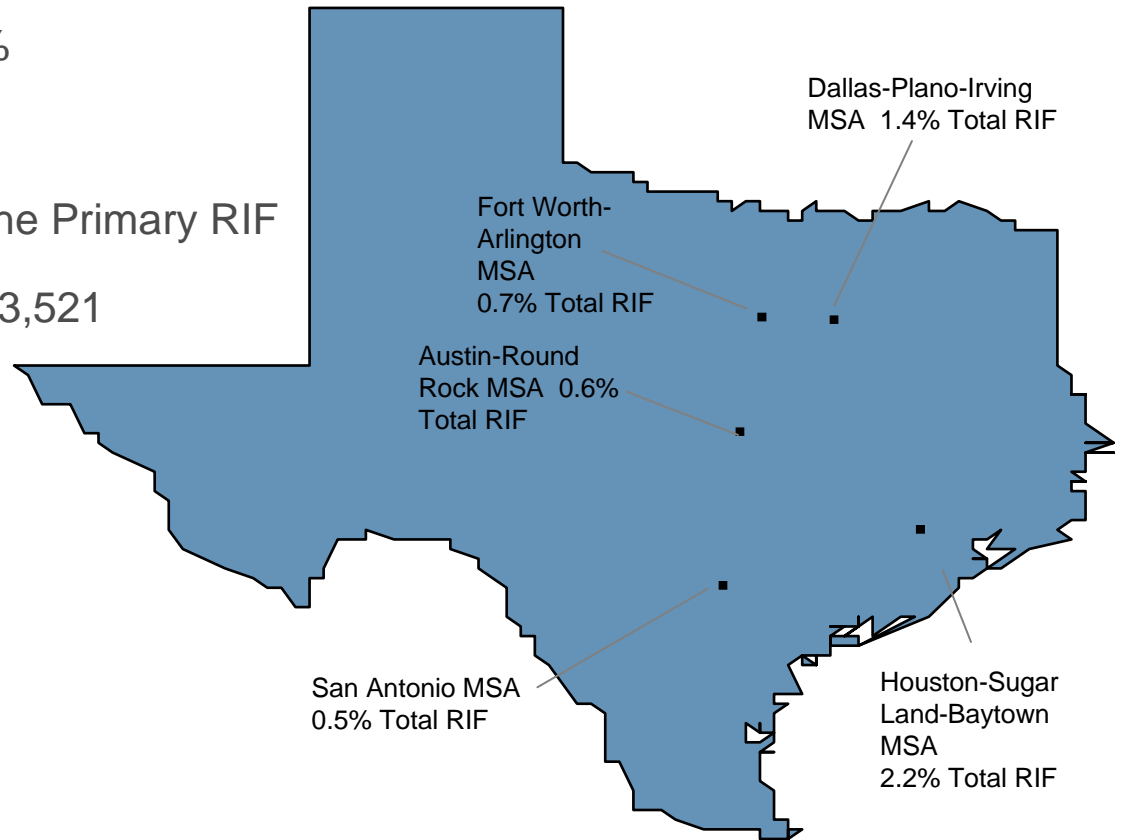 %
Dallas-Plano-Irving
MSA 1.4% Total RIF
Primary RIF
Fort Worth-
Arlington
MSA
0.7% Total RIF
3,521
Austin-Round
Rock MSA 0.6%
Total RIF
San Antonio MSA
0.5% Total RIF
Houston-Sugar
Land-Baytown
MSA
2.2% Total RIF